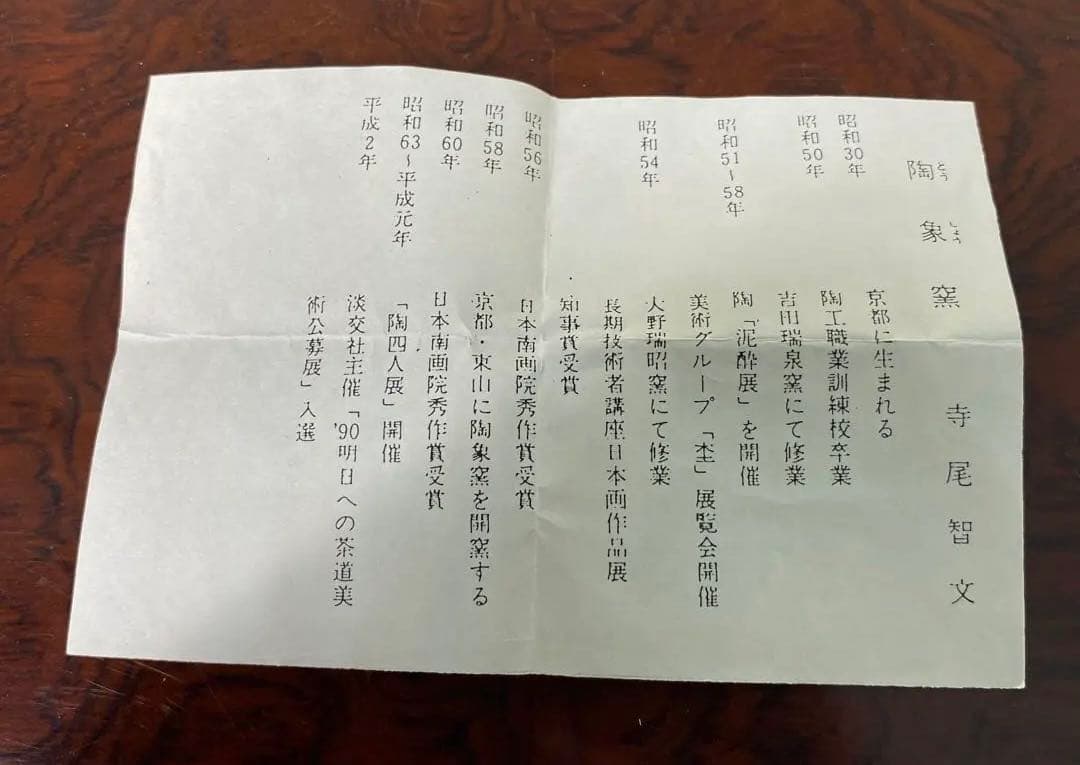 陶象窯 寺尾智文
とう しょう
昭和30年 京都に生まれる
昭和50年 陶工職業訓練校卒業
吉田瑞泉窯にて修業
陶「泥酔展」を開催
昭和51～58年 美術グループ「坴」展覧会開催
大野瑞昭窯にて修業
昭和54年 長期技術者講座日本画作品展
知事賞受賞
昭和56年 日本南画院秀作賞受賞
昭和58年 京都・東山に陶象窯を開窯する
昭和60年 日本南画院秀作賞受賞
昭和63～平成元年 「陶四人展」開催
平成2年 淡交社主催「'90明日への茶道美
術公募展」入選